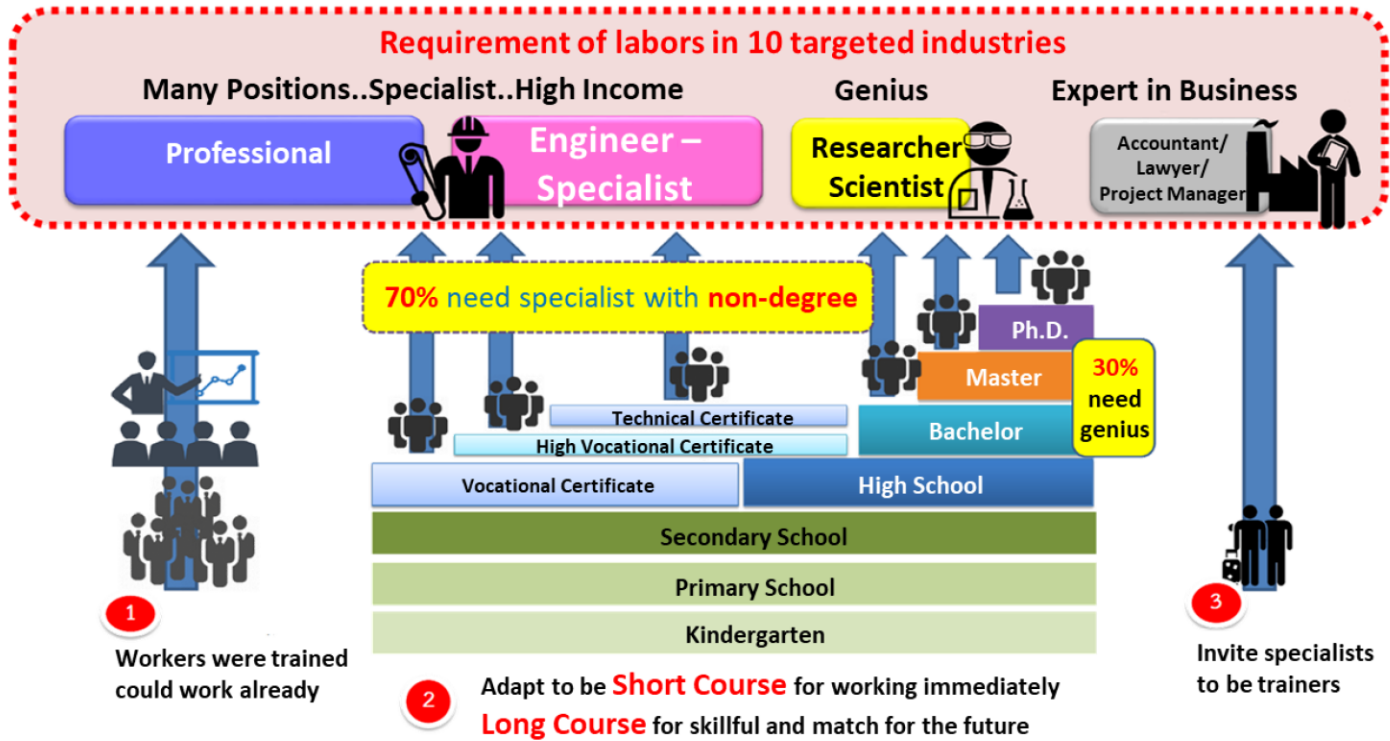 Requirement of labors in 10 targeted industries
Many Positions..Specialist..High Income
Genius
Expert in Business
Professional
Engineer –
Specialist
Researcher
Scientist
Accountant/
Lawyer/
Project Manager
70% need specialist with non-degree
Ph.D.
Master
30%
need
genius
Technical Certificate
Bachelor
High Vocational Certificate
Vocational Certificate
High School
Secondary School
Primary School
Kindergarten
1
Workers were trained
could work already
2
Adapt to be Short Course for working immediately
Long Course for skillful and match for the future
3
Invite specialists
to be trainers